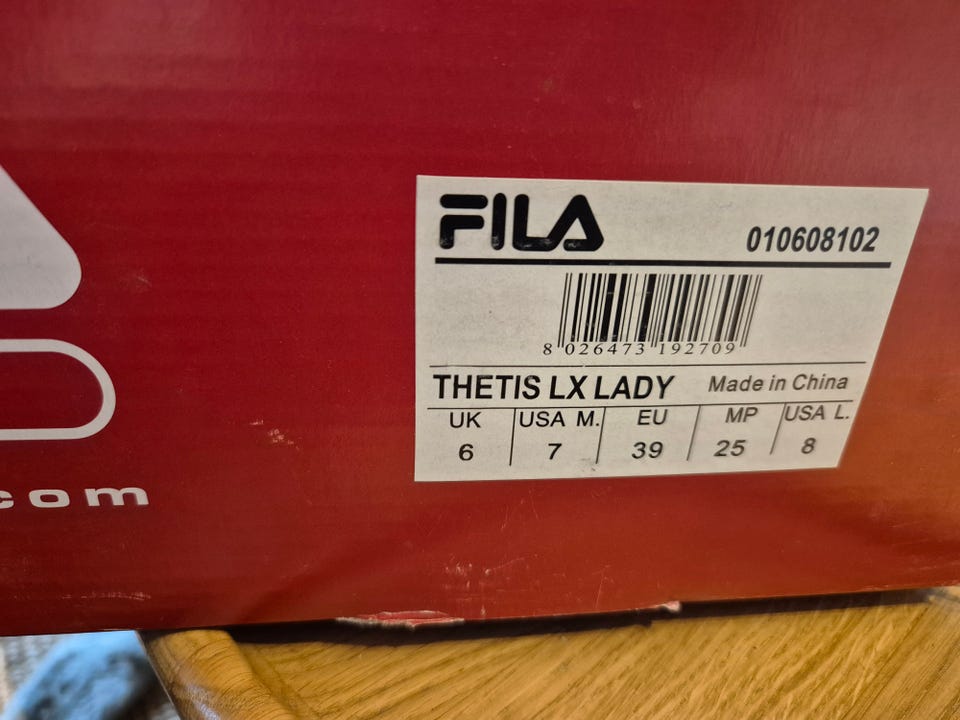 FILA
010608102
8 026473 192709
THETIS LX LADY Made in China
UK USA M. EU MP USA L.
6 7 39 25 8
com